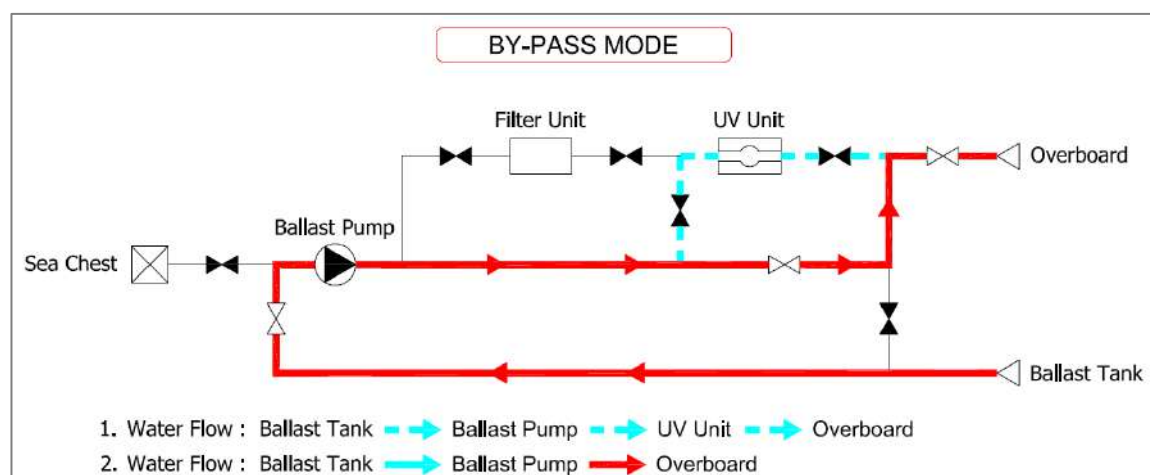 BY-PASS MODE
Filter Unit
UV Unit
Overboard
Ballast Pump
Sea Chest
Ballast Tank
1. Water Flow : Ballast Tank Ballast Pump UV Unit Overboard
2. Water Flow : Ballast Tank Ballast Pump Overboard